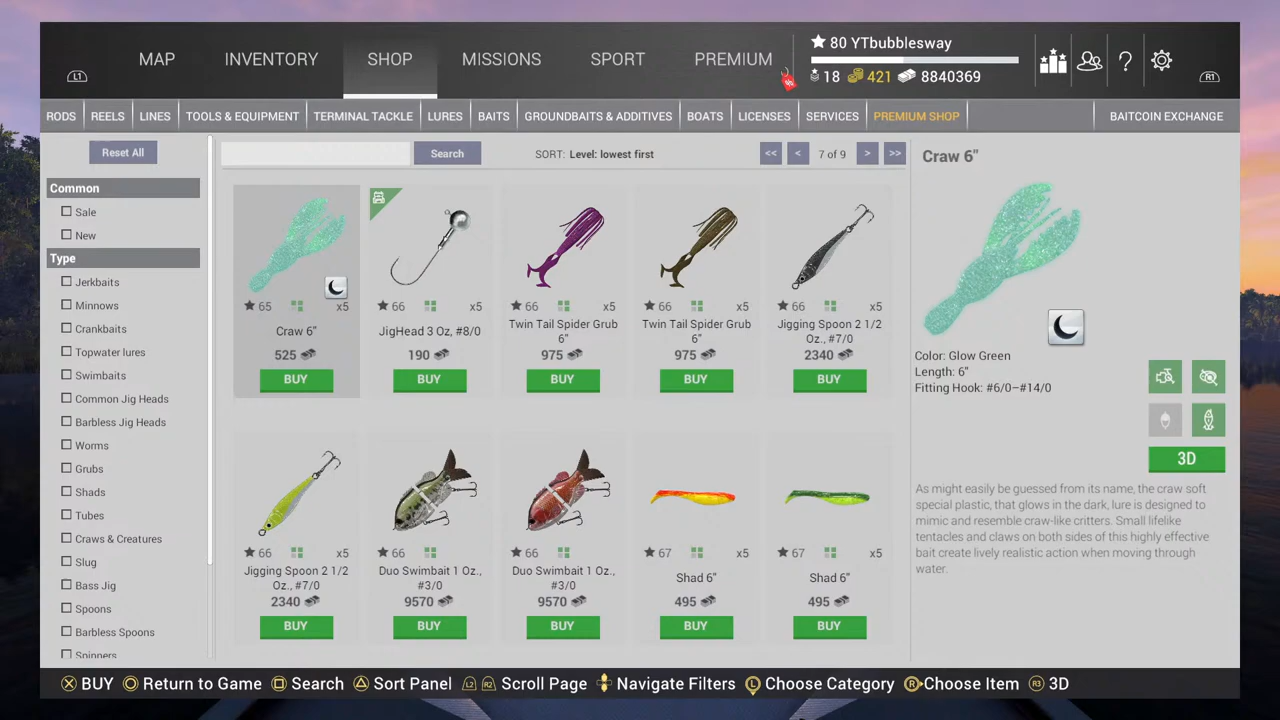 MAP INVENTORY SHOP MISSIONS SPORT PREMIUM
80 YTbubblesway
18 421 8840369
L1
R1
RODS REELS LINES TOOLS & EQUIPMENT TERMINAL TACKLE LURES BAITS GROUNDBAITS & ADDITIVES BOATS LICENSES SERVICES PREMIUM SHOP BAITCOIN EXCHANGE
Reset All
Search
SORT: Level: lowest first
<< < 7 of 9 > >>
Common
Sale
New
Type
Jerkbaits
Minnows
Crankbaits
Topwater lures
Swimbaits
Common Jig Heads
Barbless Jig Heads
Worms
Grubs
Shads
Tubes
Craws & Creatures
Slug
Bass Jig
Spoons
Barbless Spoons
Spinners
65 x5
Craw 6"
525
BUY
66 x5
JigHead 3 Oz, #8/0
190
BUY
66 x5
Twin Tail Spider Grub
6"
975
BUY
66 x5
Twin Tail Spider Grub
6"
975
BUY
66 x5
Jigging Spoon 2 1/2
Oz., #7/0
2340
BUY
66 x5
Jigging Spoon 2 1/2
Oz., #7/0
2340
BUY
66
Duo Swimbait 1 Oz.,
#3/0
9570
BUY
66
Duo Swimbait 1 Oz.,
#3/0
9570
BUY
67 x5
Shad 6"
495
BUY
67 x5
Shad 6"
495
BUY
Craw 6"
Color: Glow Green
Length: 6"
Fitting Hook: #6/0–#14/0
3D
As might easily be guessed from its name, the craw soft
special plastic, that glows in the dark, lure is designed to
mimic and resemble craw-like critters. Small lifelike
tentacles and claws on both sides of this highly effective
bait create lively realistic action when moving through
water.
BUY Return to Game Search Sort Panel L2 R2 Scroll Page Navigate Filters L Choose Category R Choose Item R3 3D